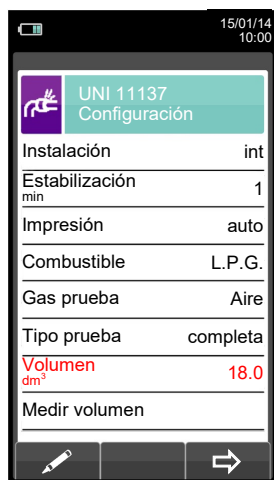 15/01/14
10:00
UNI 11137
Configuración
Instalación int
Estabilización 1
min
Impresión auto
Combustible L.P.G.
Gas prueba Aire
Tipo prueba completa
Volumen 18.0
dm³
Medir volumen